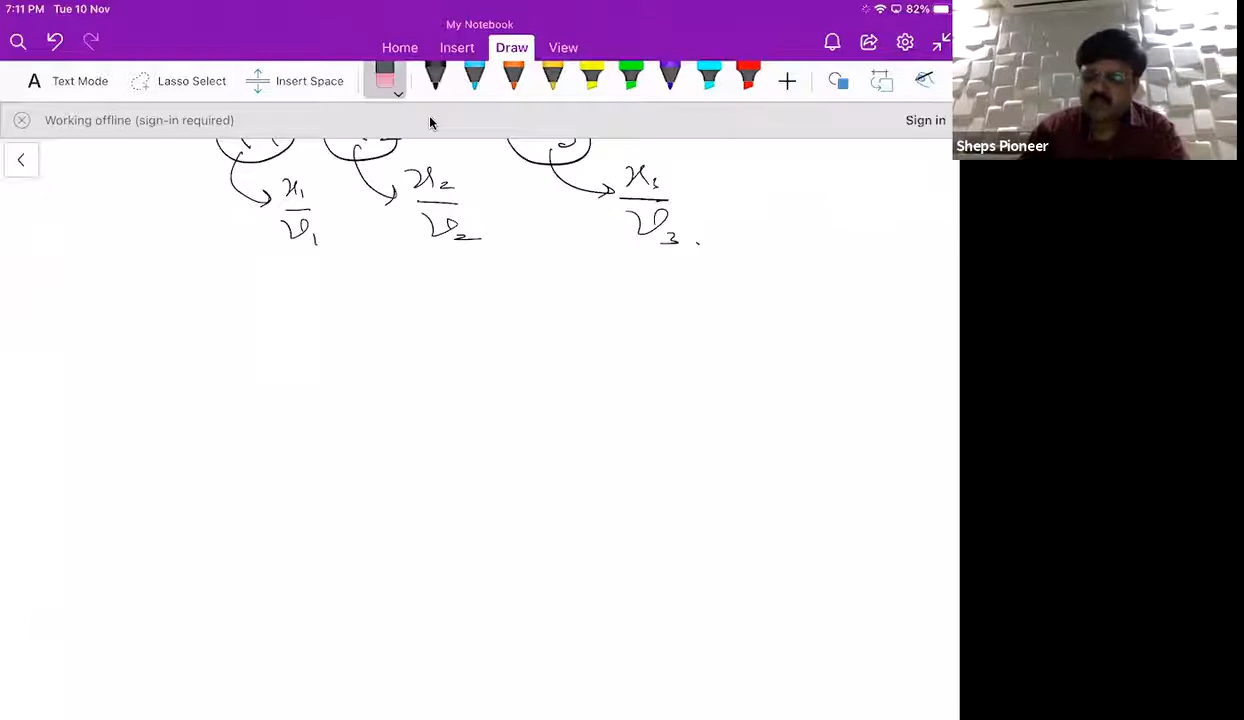 7:11 PM Tue 10 Nov
82%
My Notebook
Home Insert Draw View
A Text Mode Lasso Select Insert Space
Working offline (sign-in required) Sign in
Sheps Pioneer
x₁ x₂ x₃
v₁ v₂ v₃ .